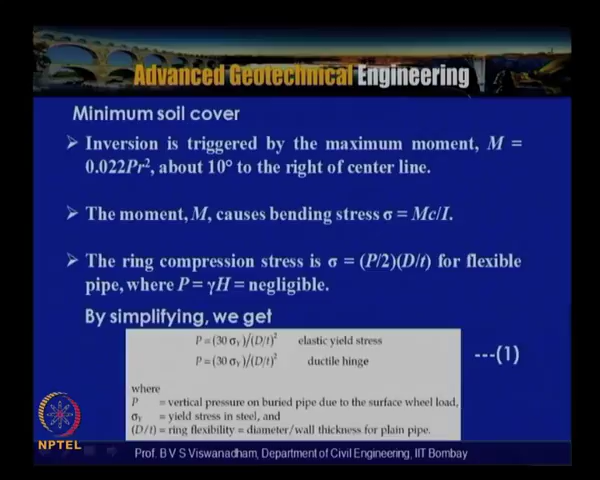 Advanced Geotechnical Engineering
Minimum soil cover
➢ Inversion is triggered by the maximum moment, M =
0.022Pr², about 10° to the right of center line.
➢ The moment, M, causes bending stress σ = Mc/I.
➢ The ring compression stress is σ = (P/2)(D/t) for flexible
pipe, where P = γH = negligible.
By simplifying, we get
P = (30 σY)/(D/t)² elastic yield stress
P = (30 σY)/(D/t)² ductile hinge
---(1)
where
P = vertical pressure on buried pipe due to the surface wheel load,
σY = yield stress in steel, and
(D/t) = ring flexibility = diameter/wall thickness for plain pipe.
NPTEL
Prof. B V S Viswanadham, Department of Civil Engineering, IIT Bombay